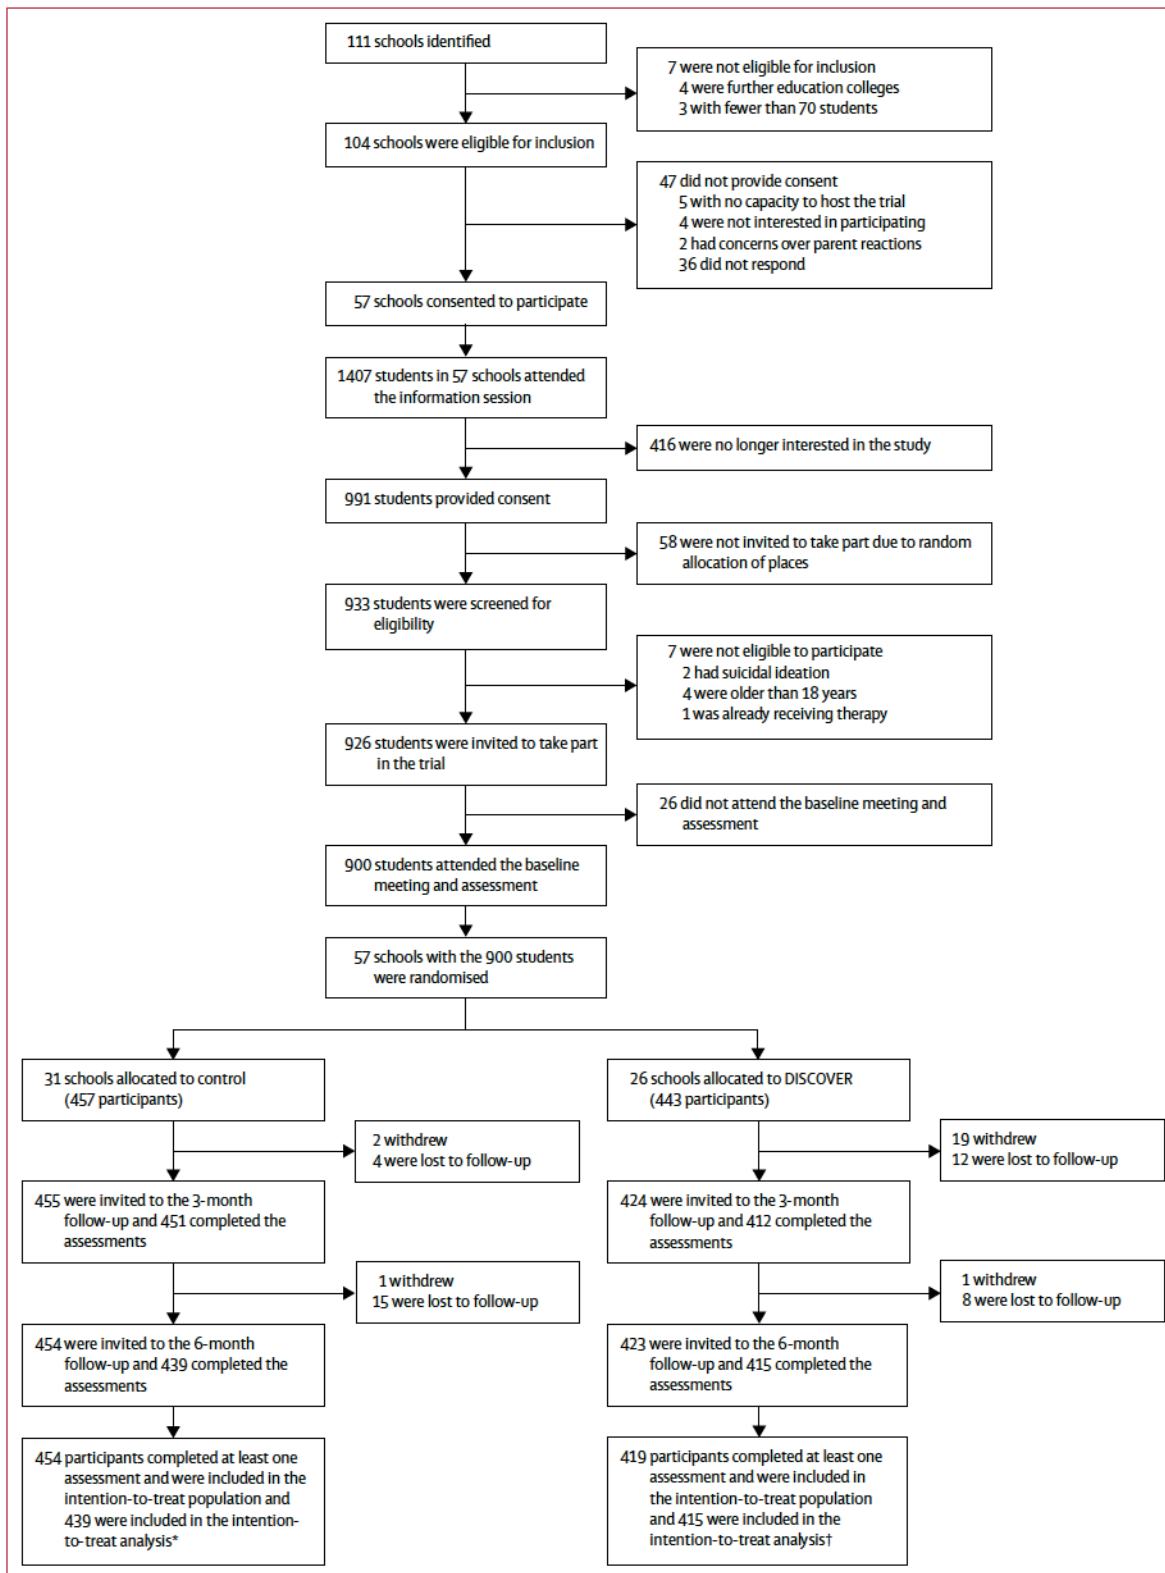 111 schools identified
7 were not eligible for inclusion
4 were further education colleges
3 with fewer than 70 students
104 schools were eligible for inclusion
47 did not provide consent
5 with no capacity to host the trial
4 were not interested in participating
2 had concerns over parent reactions
36 did not respond
57 schools consented to participate
1407 students in 57 schools attended
the information session
416 were no longer interested in the study
991 students provided consent
58 were not invited to take part due to random
allocation of places
933 students were screened for
eligibility
7 were not eligible to participate
2 had suicidal ideation
4 were older than 18 years
1 was already receiving therapy
926 students were invited to take part
in the trial
26 did not attend the baseline meeting and
assessment
900 students attended the baseline
meeting and assessment
57 schools with the 900 students
were randomised
31 schools allocated to control
(457 participants)
26 schools allocated to DISCOVER
(443 participants)
2 withdrew
4 were lost to follow-up
19 withdrew
12 were lost to follow-up
455 were invited to the 3-month
follow-up and 451 completed the
assessments
424 were invited to the 3-month
follow-up and 412 completed the
assessments
1 withdrew
15 were lost to follow-up
1 withdrew
8 were lost to follow-up
454 were invited to the 6-month
follow-up and 439 completed the
assessments
423 were invited to the 6-month
follow-up and 415 completed the
assessments
454 participants completed at least one
assessment and were included in the
intention-to-treat population and
439 were included in the intention-
to-treat analysis*
419 participants completed at least one
assessment and were included in
the intention-to-treat population
and 415 were included in the
intention-to-treat analysis†